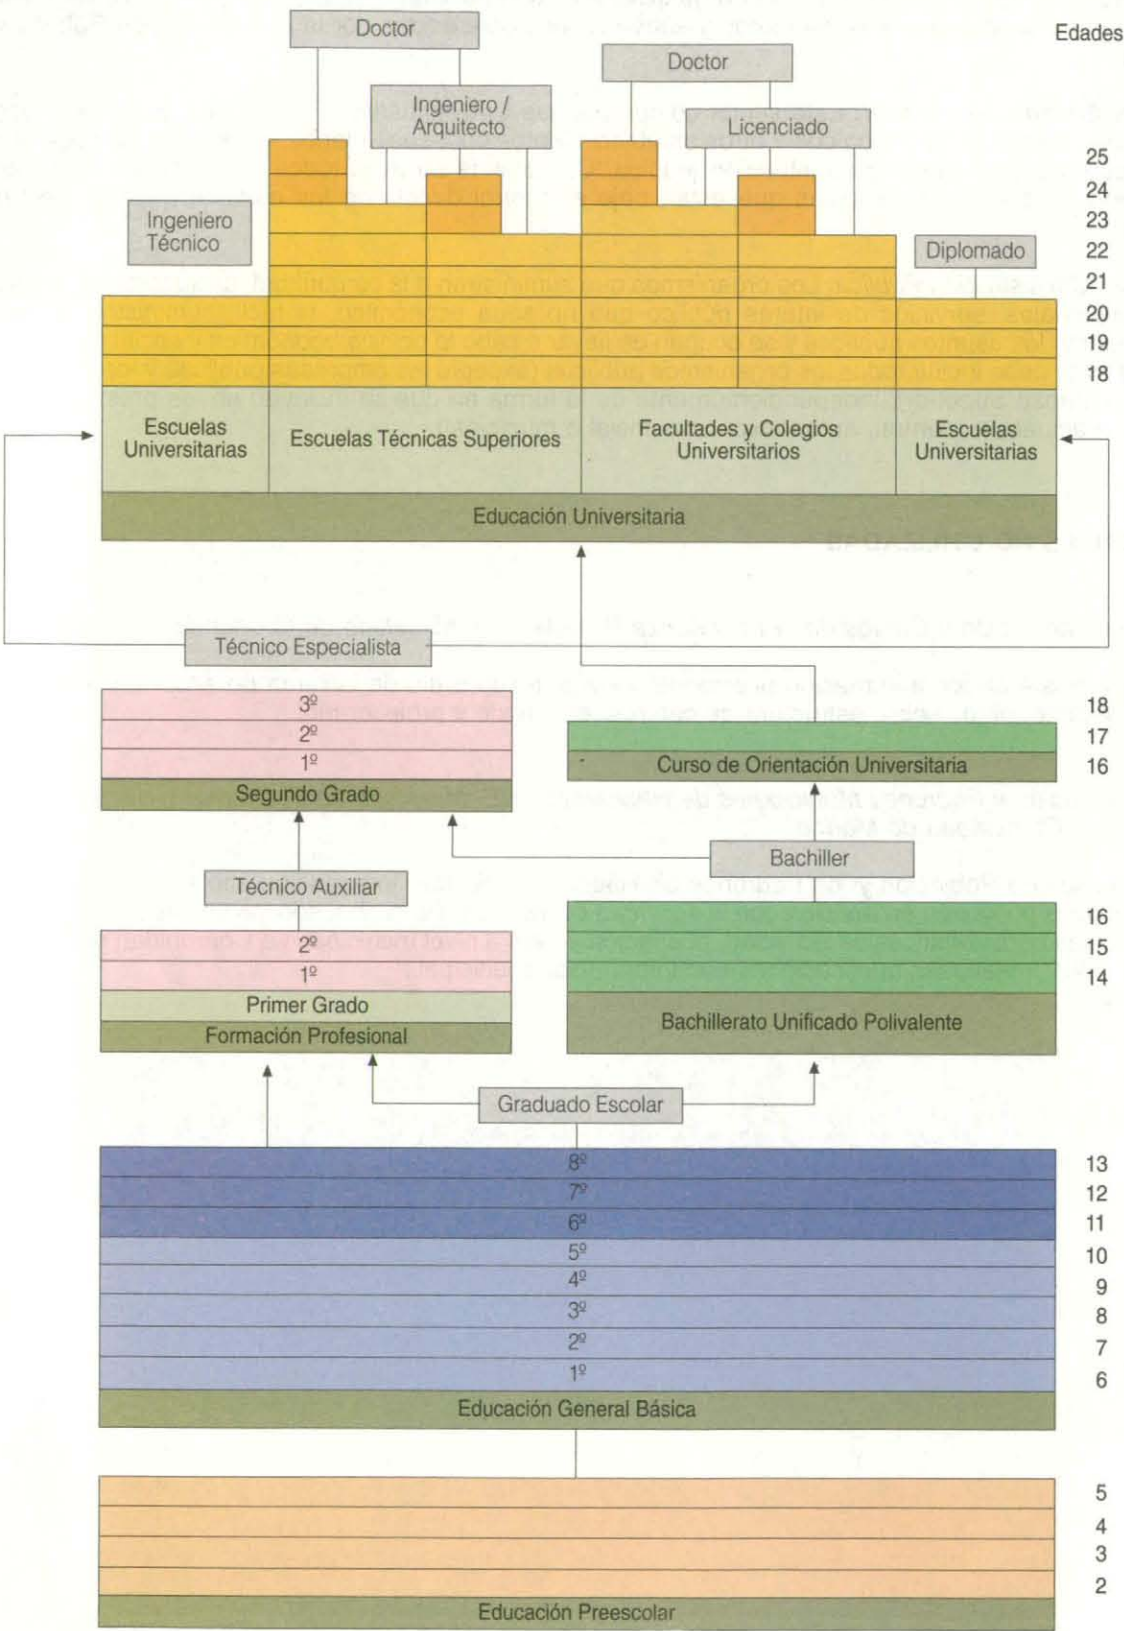 Edades
Doctor
Doctor
Ingeniero /
Arquitecto
Licenciado
25
24
23
Ingeniero
Técnico
Diplomado
22
21
20
19
18
Escuelas
Universitarias
Escuelas Técnicas Superiores
Facultades y Colegios
Universitarios
Escuelas
Universitarias
Educación Universitaria
Técnico Especialista
3º
2º
1º
Segundo Grado
18
17
Curso de Orientación Universitaria
16
Bachiller
Técnico Auxiliar
2º
1º
Primer Grado
Formación Profesional
16
15
14
Bachillerato Unificado Polivalente
Graduado Escolar
8º
13
7º
12
6º
11
5º
10
4º
9
3º
8
2º
7
1º
6
Educación General Básica
5
4
3
2
Educación Preescolar